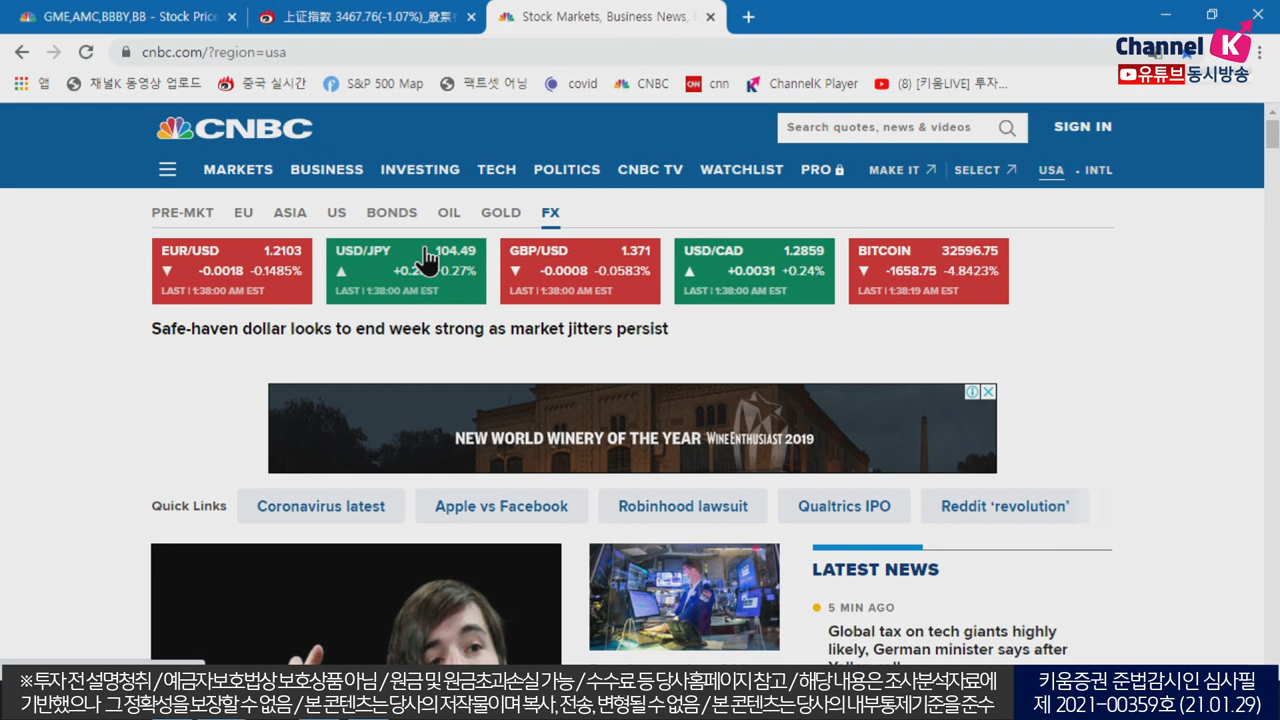 GME,AMC,BBBY,BB - Stock Price
上证指数 3467.76(-1.07%)_股票
Stock Markets, Business News,
Channel K
유튜브동시방송
cnbc.com/?region=usa
앱
채널K 동영상 업로드
중국 실시간
S&P 500 Map
마트셋 어닝
covid
CNBC
cnn
ChannelK Player
(8) [키움LIVE] 투자...
CNBC
Search quotes, news & videos
SIGN IN
MARKETS BUSINESS INVESTING TECH POLITICS CNBC TV WATCHLIST PRO MAKE IT SELECT USA • INTL
PRE-MKT EU ASIA US BONDS OIL GOLD FX
EUR/USD 1.2103
-0.0018 -0.1485%
LAST | 1:38:00 AM EST
USD/JPY 104.49
0.27%
LAST | 1:38:00 AM EST
GBP/USD 1.371
-0.0008 -0.0583%
LAST | 1:38:00 AM EST
USD/CAD 1.2859
+0.0031 +0.24%
LAST | 1:38:00 AM EST
BITCOIN 32596.75
-1658.75 -4.8423%
LAST | 1:38:19 AM EST
Safe-haven dollar looks to end week strong as market jitters persist
NEW WORLD WINERY OF THE YEAR WINEENTHUSIAST 2019
Quick Links
Coronavirus latest
Apple vs Facebook
Robinhood lawsuit
Qualtrics IPO
Reddit ‘revolution’
LATEST NEWS
5 MIN AGO
Global tax on tech giants highly
likely, German minister says after
※ 투자 전 설명청취 / 예금자보호법상 보호상품 아님 / 원금 및 원금초과손실 가능 / 수수료 등 당사홈페이지 참고 / 해당 내용은 조사분석자료에
기반했으나 그 정확성을 보장할 수 없음 / 본 콘텐츠는 당사의 저작물이며 복사, 전송, 변형될 수 없음 / 본 콘텐츠는 당사의 내부통제기준을 준수
키움증권 준법감시인 심사필
제 2021-00359호 (21.01.29)